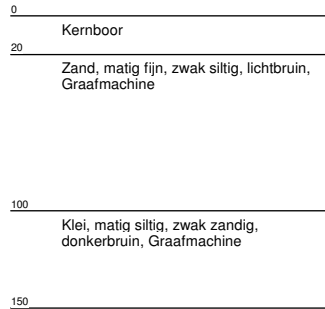 0
Kernboor
20
Zand, matig fijn, zwak siltig, lichtbruin,
Graafmachine
100
Klei, matig siltig, zwak zandig,
donkerbruin, Graafmachine
150